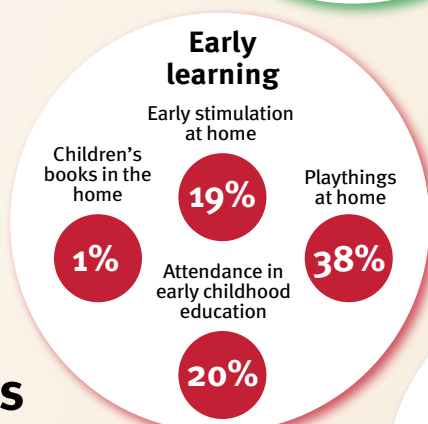 Early
learning
Early stimulation
at home
19%
Children’s
books in the
home
1%
Playthings
at home
38%
Attendance in
early childhood
education
20%
s